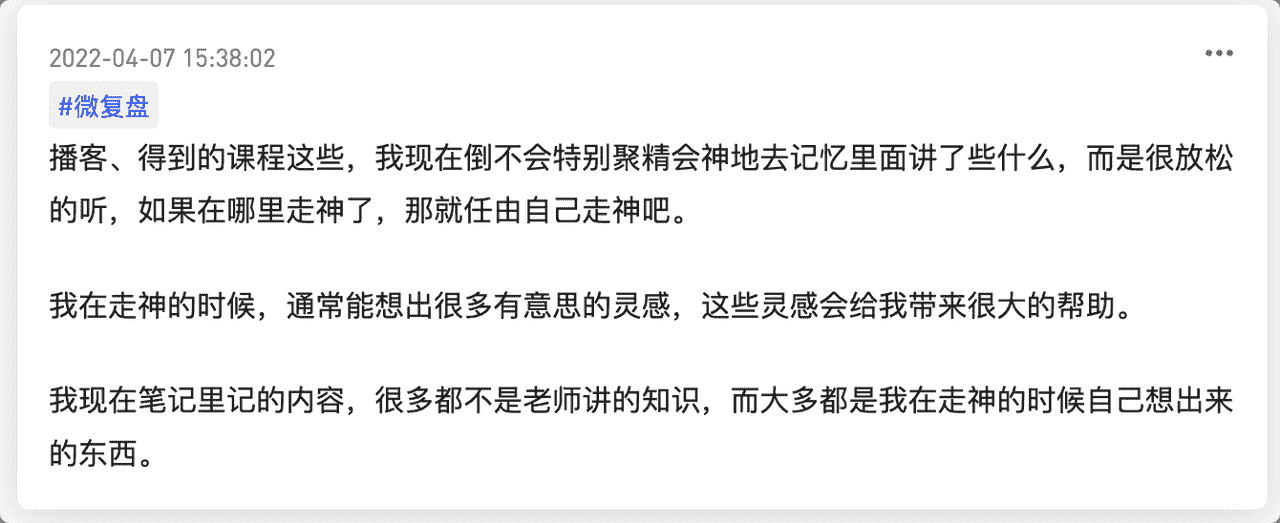 2022-04-07 15:38:02
#微复盘
播客、得到的课程这些，我现在倒不会特别聚精会神地去记忆里面讲了些什么，而是很放松
的听，如果在哪里走神了，那就任由自己走神吧。
我在走神的时候，通常能想出很多有意思的灵感，这些灵感会给我带来很大的帮助。
我现在笔记里记的内容，很多都不是老师讲的知识，而大多都是我在走神的时候自己想出来
的东西。